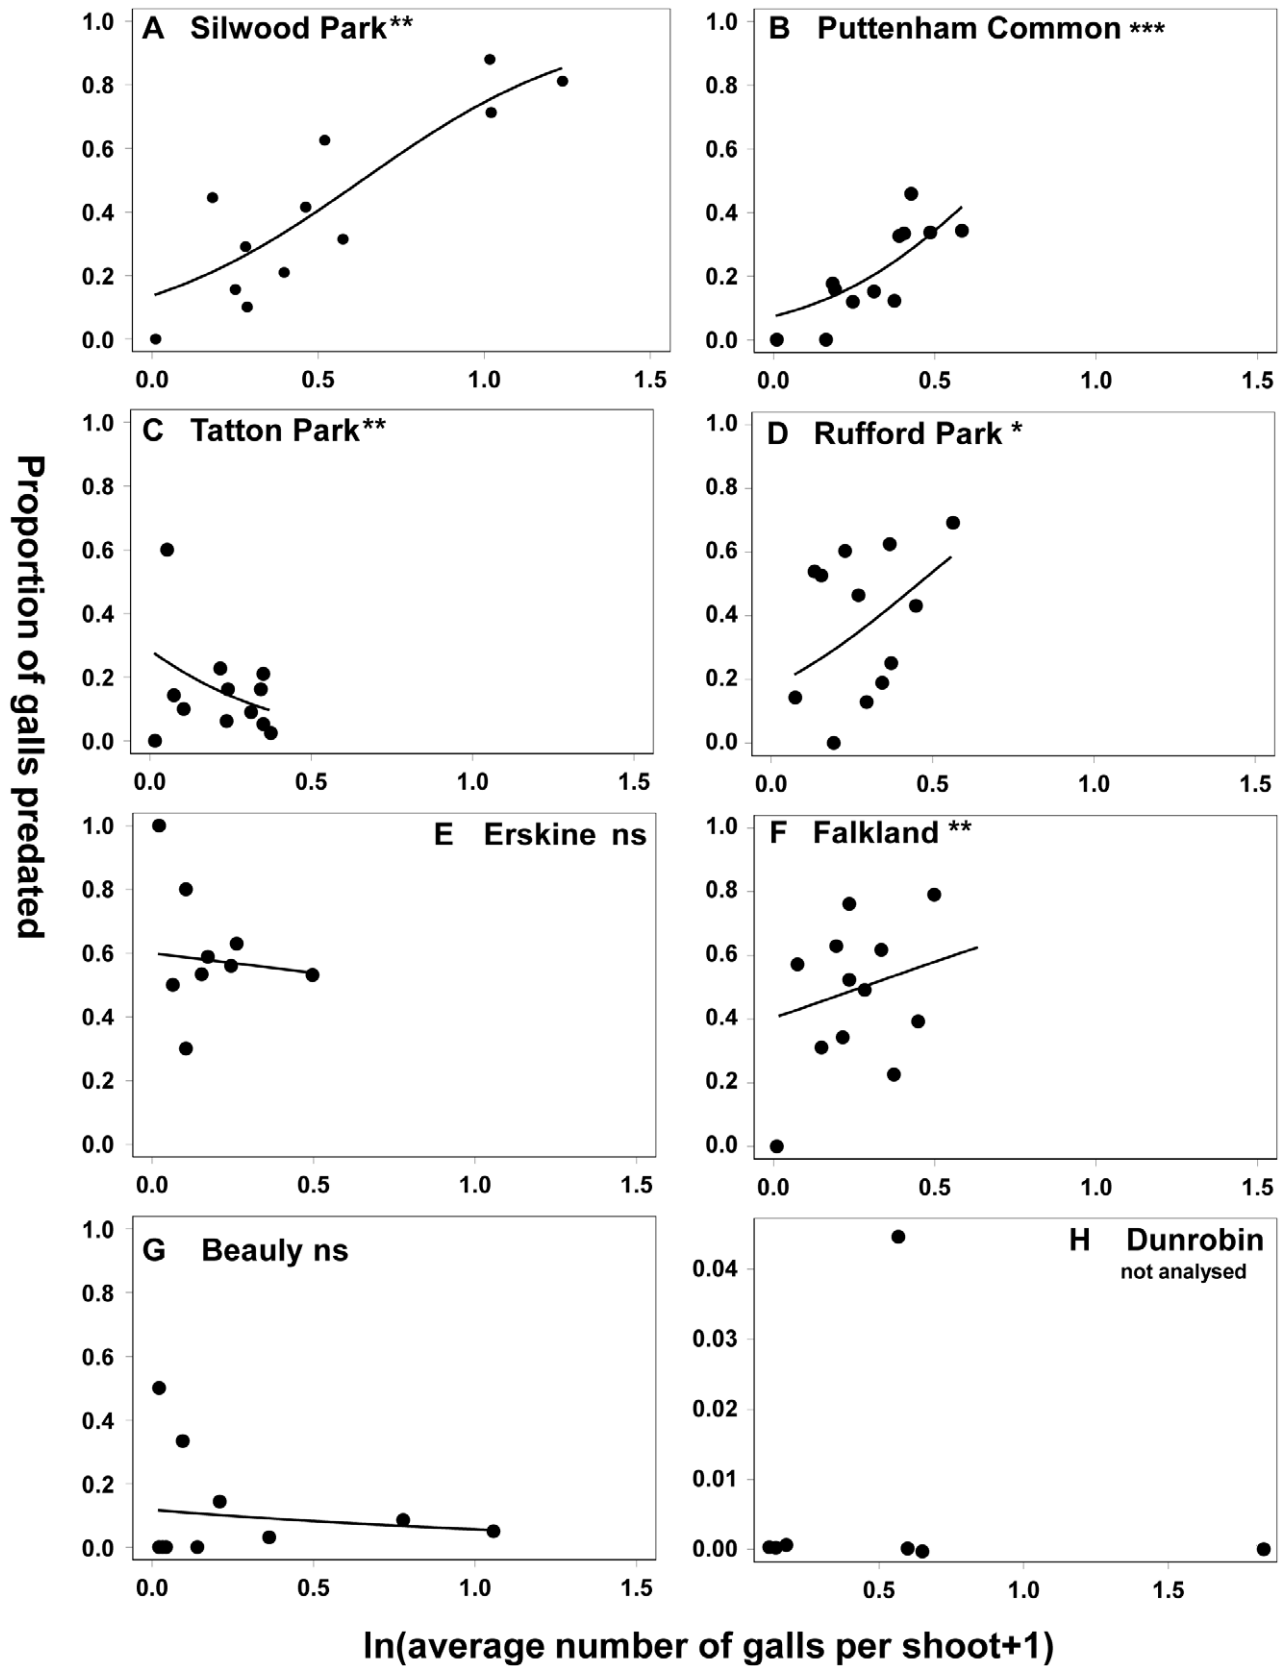 A Silwood Park**
1.0
0.8
0.6
0.4
0.2
0.0
0.0 0.5 1.0 1.5
B Puttenham Common ***
1.0
0.8
0.6
0.4
0.2
0.0
0.0 0.5 1.0 1.5
C Tatton Park**
1.0
0.8
0.6
0.4
0.2
0.0
0.0 0.5 1.0 1.5
D Rufford Park *
1.0
0.8
0.6
0.4
0.2
0.0
0.0 0.5 1.0 1.5
Proportion of galls predated
E Erskine ns
1.0
0.8
0.6
0.4
0.2
0.0
0.0 0.5 1.0 1.5
F Falkland **
1.0
0.8
0.6
0.4
0.2
0.0
0.0 0.5 1.0 1.5
G Beauly ns
1.0
0.8
0.6
0.4
0.2
0.0
0.0 0.5 1.0 1.5
H Dunrobin
not analysed
0.04
0.03
0.02
0.01
0.00
0.5 1.0 1.5
ln(average number of galls per shoot+1)